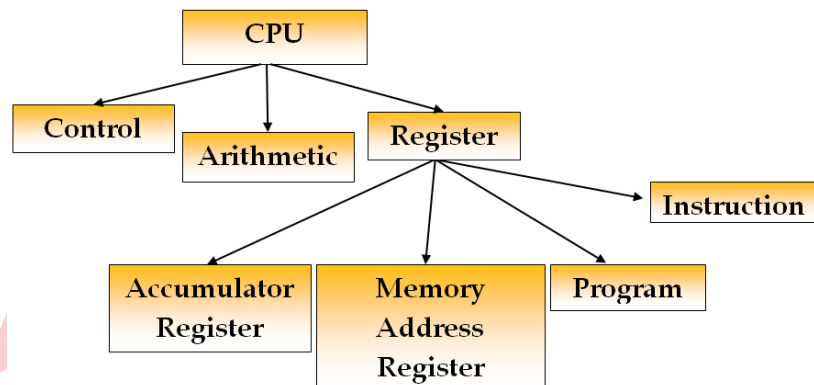 CPU
Control
Arithmetic
Register
Instruction
Accumulator
Register
Memory
Address
Register
Program